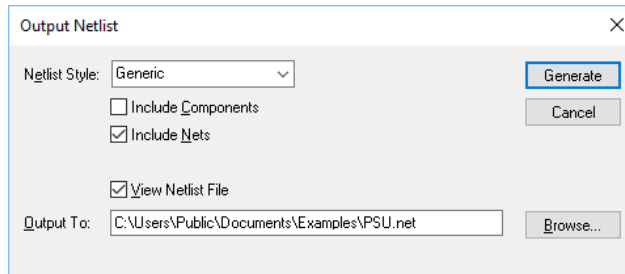 Output Netlist
Netlist Style: Generic Generate
Include Components Cancel
Include Nets
View Netlist File
Output To: C:\Users\Public\Documents\Examples\PSU.net Browse...